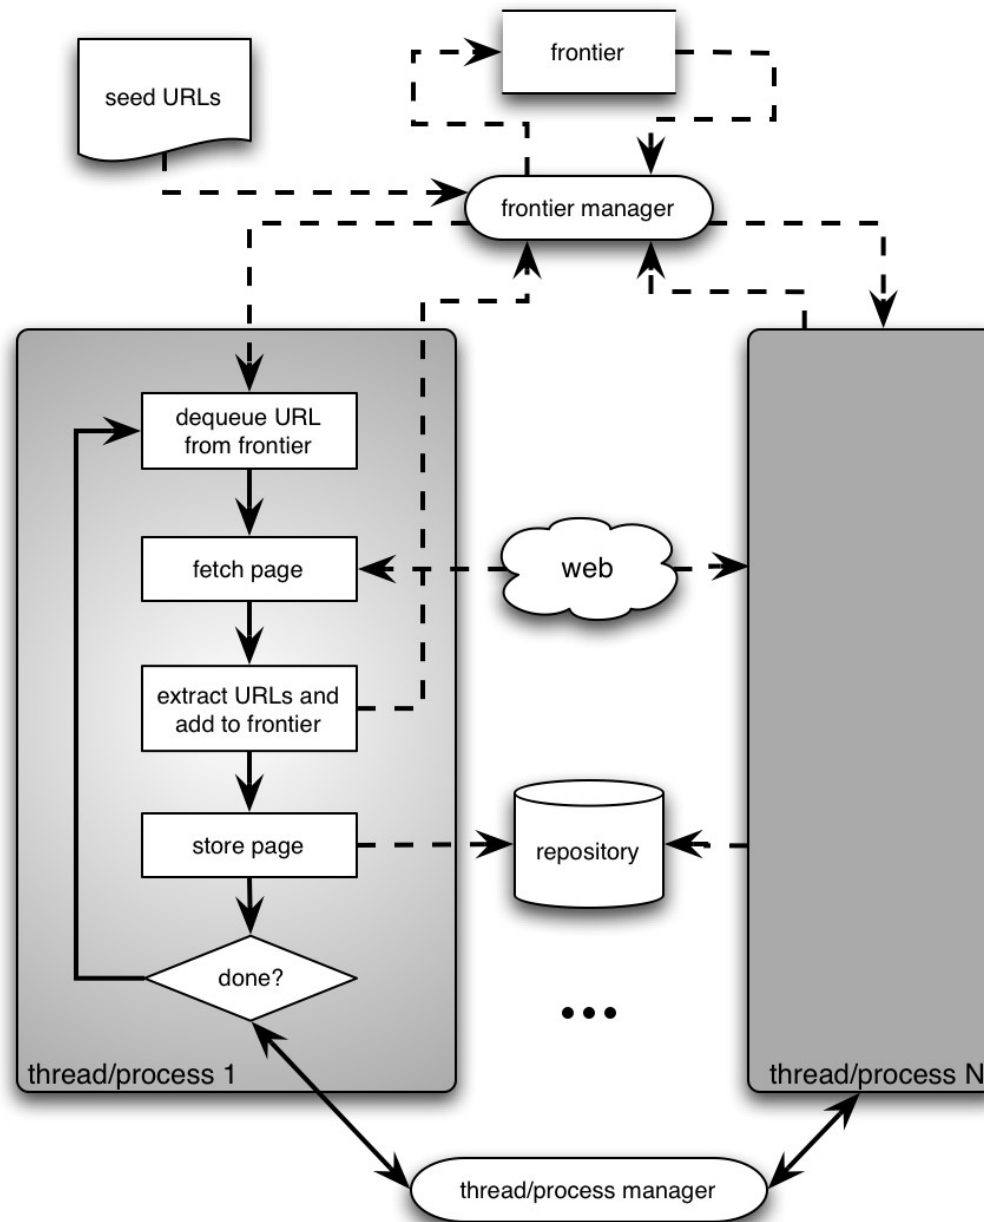 frontier
seed URLs
frontier manager
dequeue URL
from frontier
fetch page
web
extract URLs and
add to frontier
store page
repository
done?
thread/process 1
thread/process N
thread/process manager